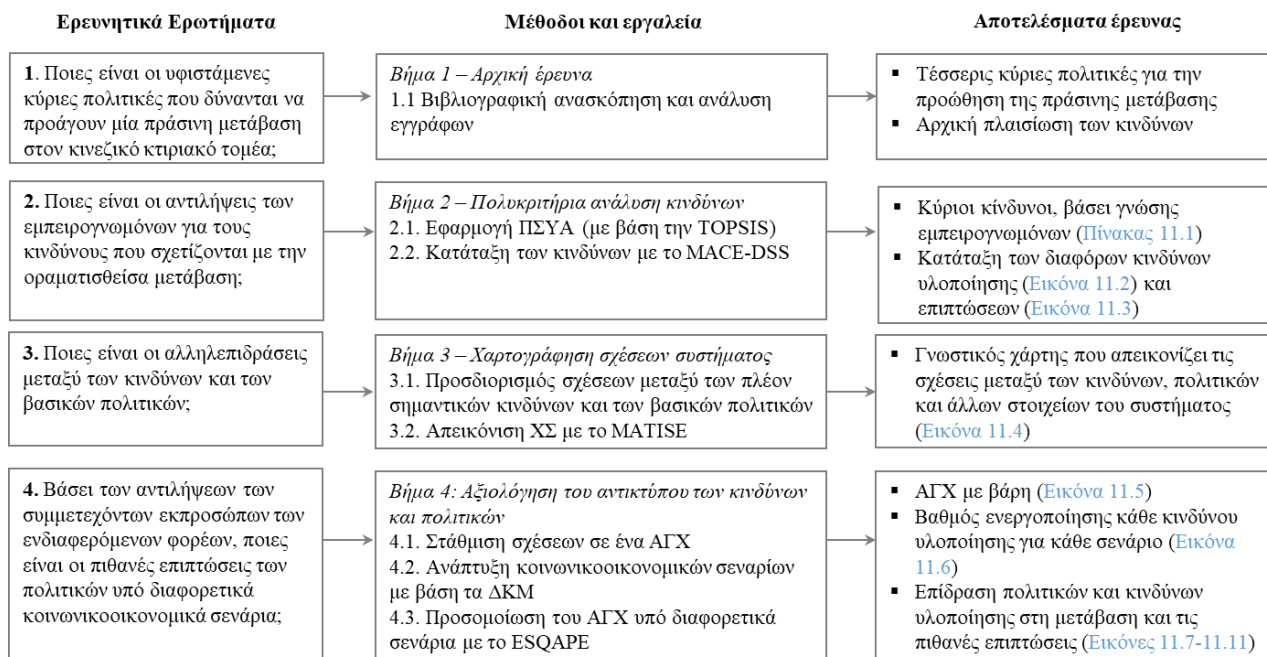 Ερευνητικά Ερωτήματα
Μέθοδοι και εργαλεία
Αποτελέσματα έρευνας
1. Ποιες είναι οι υφιστάμενες
κύριες πολιτικές που δύνανται να
προάγουν μία πράσινη μετάβαση
στον κινεζικό κτιριακό τομέα;
Βήμα 1 – Αρχική έρευνα
1.1 Βιβλιογραφική ανασκόπηση και ανάλυση
εγγράφων
▪ Τέσσερις κύριες πολιτικές για την
προώθηση της πράσινης μετάβασης
▪ Αρχική πλαισίωση των κινδύνων
2. Ποιες είναι οι αντιλήψεις των
εμπειρογνωμόνων για τους
κινδύνους που σχετίζονται με την
οραματισθείσα μετάβαση;
Βήμα 2 – Πολυκριτήρια ανάλυση κινδύνων
2.1. Εφαρμογή ΠΣΥΑ (με βάση την TOPSIS)
2.2. Κατάταξη των κινδύνων με το MACE-DSS
▪ Κύριοι κίνδυνοι, βάσει γνώσης
εμπειρογνωμόνων (Πίνακας 11.1)
▪ Κατάταξη των διαφόρων κινδύνων
υλοποίησης (Εικόνα 11.2) και
επιπτώσεων (Εικόνα 11.3)
3. Ποιες είναι οι αλληλεπιδράσεις
μεταξύ των κινδύνων και των
βασικών πολιτικών;
Βήμα 3 – Χαρτογράφηση σχέσεων συστήματος
3.1. Προσδιορισμός σχέσεων μεταξύ των πλέον
σημαντικών κινδύνων και των βασικών πολιτικών
3.2. Απεικόνιση ΧΣ με το MATISE
▪ Γνωστικός χάρτης που απεικονίζει τις
σχέσεις μεταξύ των κινδύνων, πολιτικών
και άλλων στοιχείων του συστήματος
(Εικόνα 11.4)
4. Βάσει των αντιλήψεων των
συμμετεχόντων εκπροσώπων των
ενδιαφερόμενων φορέων, ποιες
είναι οι πιθανές επιπτώσεις των
πολιτικών υπό διαφορετικά
κοινωνικοοικονομικά σενάρια;
Βήμα 4: Αξιολόγηση του αντικτύπου των κινδύνων
και πολιτικών
4.1. Στάθμιση σχέσεων σε ένα ΑΓΧ
4.2. Ανάπτυξη κοινωνικοοικονομικών σεναρίων
με βάση τα ΔΚΜ
4.3. Προσομοίωση του ΑΓΧ υπό διαφορετικά
σενάρια με το ESQAPE
▪ ΑΓΧ με βάρη (Εικόνα 11.5)
▪ Βαθμός ενεργοποίησης κάθε κινδύνου
υλοποίησης για κάθε σενάριο (Εικόνα
11.6)
▪ Επίδραση πολιτικών και κινδύνων
υλοποίησης στη μετάβαση και τις
πιθανές επιπτώσεις (Εικόνες 11.7-11.11)